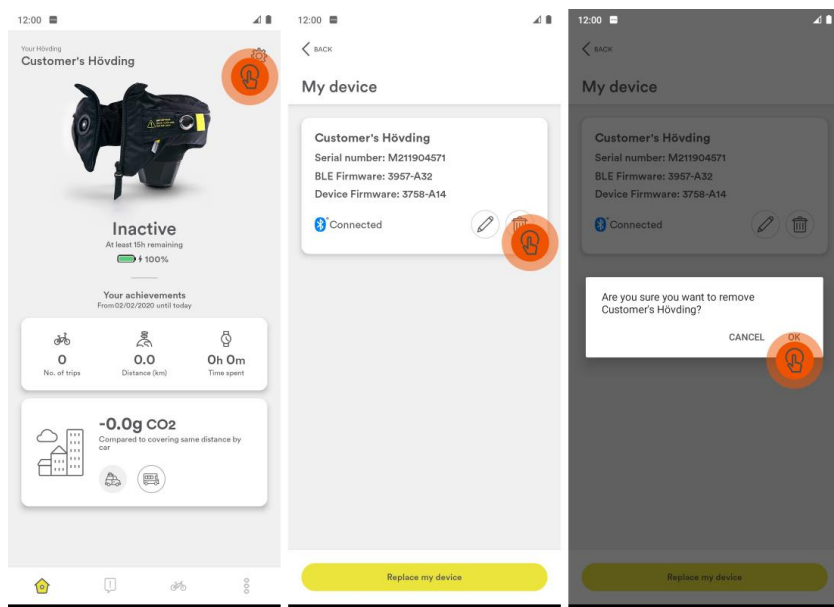 12:00
Your Hövding
Customer's Hövding
Inactive
At least 15h remaining
100%
Your achievements
From 02/02/2020 until today
0
No. of trips
0.0
Distance (km)
0h 0m
Time spent
-0.0g CO2
Compared to covering same distance by
car
12:00
BACK
My device
Customer's Hövding
Serial number: M211904571
BLE Firmware: 3957-A32
Device Firmware: 3758-A14
Connected
Replace my device
12:00
BACK
My device
Customer's Hövding
Serial number: M211904571
BLE Firmware: 3957-A32
Device Firmware: 3758-A14
Connected
Are you sure you want to remove
Customer's Hövding?
CANCEL OK
Replace my device